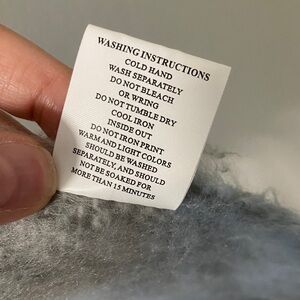 WASHING INSTRUCTIONS
COLD HAND
WASH SEPARATELY
DO NOT BLEACH
OR WRING
DO NOT TUMBLE DRY
COOL IRON
INSIDE OUT
DO NOT IRON PRINT
WARM AND LIGHT COLORS
SHOULD BE WASHED
SEPARATELY, AND SHOULD
NOT BE SOAKED FOR
MORE THAN 15 MINUTES